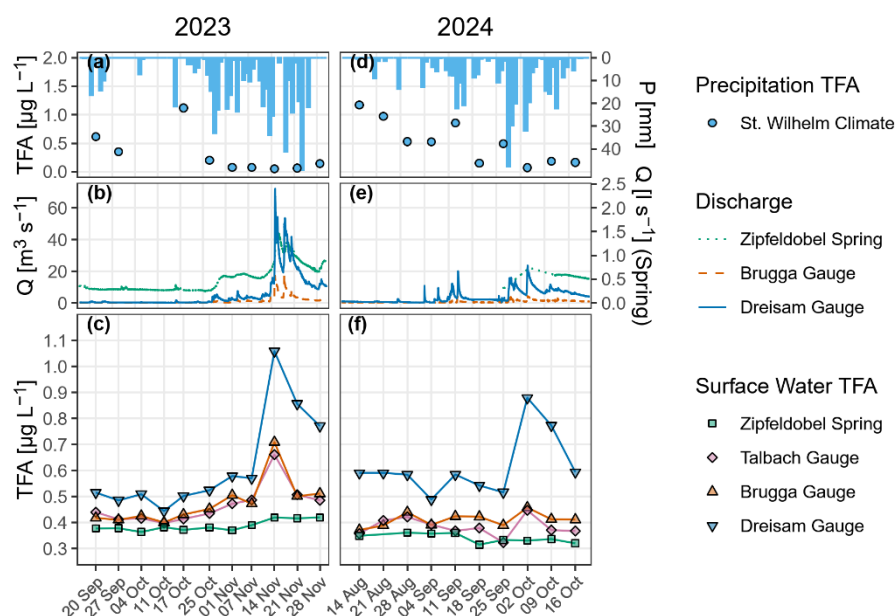 2023
2024
(a)
(d)
TFA [µg L⁻¹]
2.0
1.5
1.0
0.5
0.0
0
10
20
30
40
P [mm]
(b)
(e)
Q [m³ s⁻¹]
60
40
20
0
2.5
2.0
1.5
1.0
0.5
0.0
Q [l s⁻¹] (Spring)
(c)
(f)
TFA [µg L⁻¹]
1.1
1.0
0.9
0.8
0.7
0.6
0.5
0.4
0.3
20 Sep
27 Sep
04 Oct
11 Oct
17 Oct
25 Oct
01 Nov
07 Nov
14 Nov
21 Nov
28 Nov
14 Aug
21 Aug
28 Aug
04 Sep
11 Sep
18 Sep
25 Sep
02 Oct
09 Oct
16 Oct
Precipitation TFA
St. Wilhelm Climate
Discharge
Zipfeldobel Spring
Brugga Gauge
Dreisam Gauge
Surface Water TFA
Zipfeldobel Spring
Talbach Gauge
Brugga Gauge
Dreisam Gauge